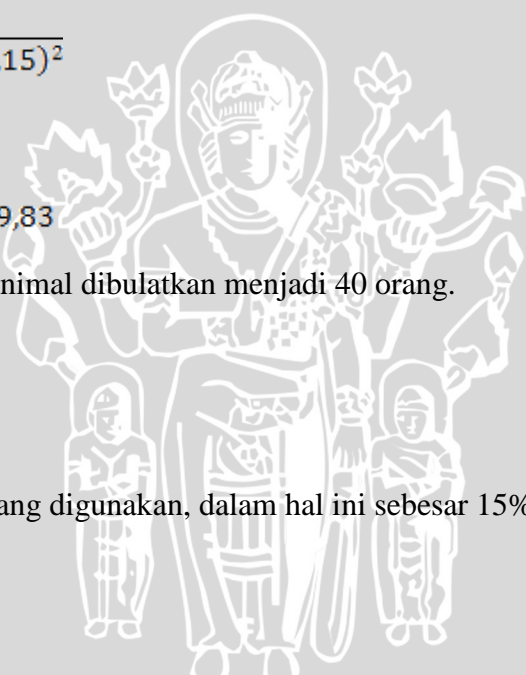 15)²
9,83
nimal dibulatkan menjadi 40 orang.
ang digunakan, dalam hal ini sebesar 15%